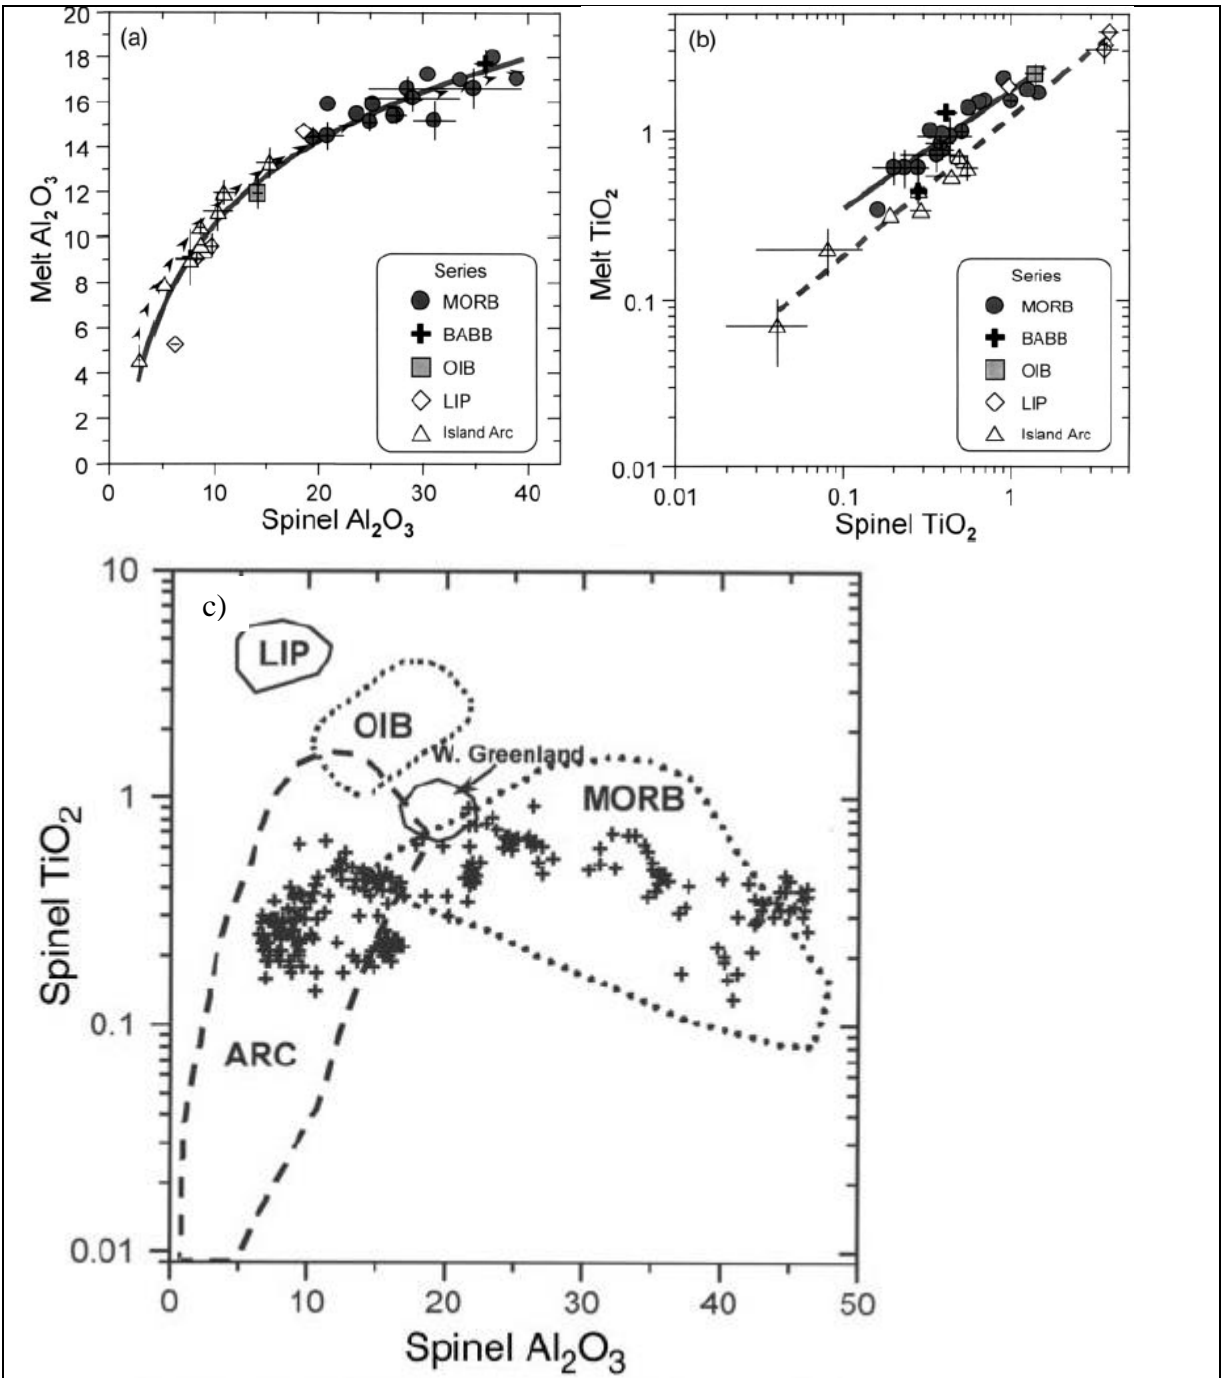 (a)
Melt Al2O3
20
18
16
14
12
10
8
6
4
2
0
Series
MORB
BABB
OIB
LIP
Island Arc
0 10 20 30 40
Spinel Al2O3
(b)
Melt TiO2
1
0.1
0.01
Series
MORB
BABB
OIB
LIP
Island Arc
0.01 0.1 1
Spinel TiO2
c)
Spinel TiO2
10
1
0.1
0.01
LIP
OIB
W. Greenland
MORB
ARC
0 10 20 30 40 50
Spinel Al2O3